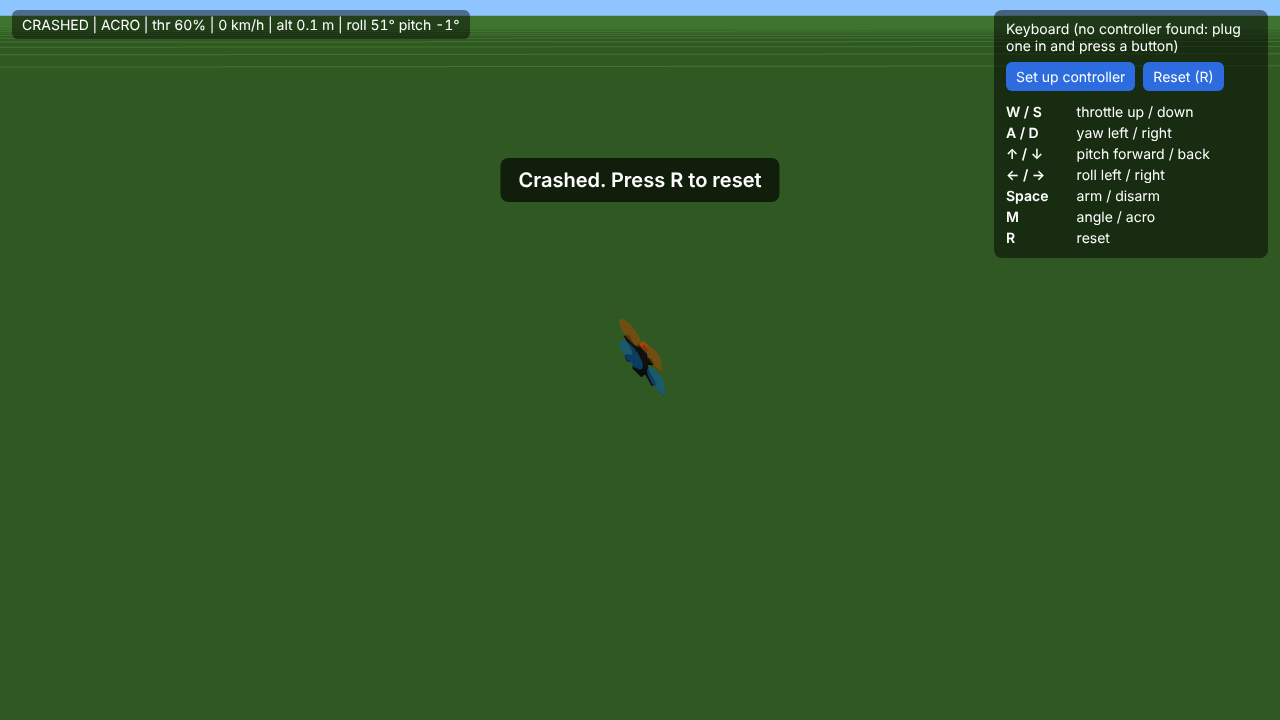 CRASHED | ACRO | thr 60% | 0 km/h | alt 0.1 m | roll 51° pitch -1°
Keyboard (no controller found: plug
one in and press a button)
Set up controller Reset (R)
W / S throttle up / down
A / D yaw left / right
↑ / ↓ pitch forward / back
← / → roll left / right
Space arm / disarm
M angle / acro
R reset
Crashed. Press R to reset